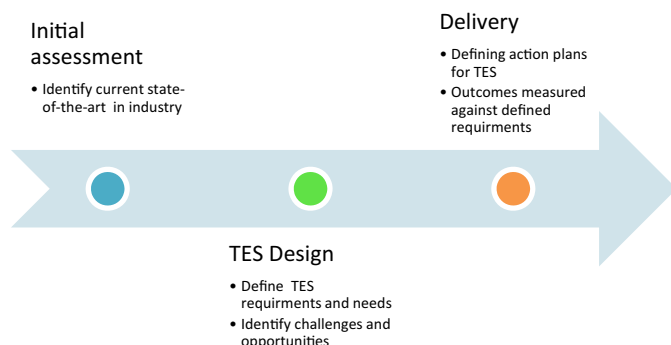 Initial
assessment
• Identify current state-
of-the-art in industry
TES Design
• Define TES
requirments and needs
• Identify challenges and
opportunities
Delivery
• Defining action plans
for TES
• Outcomes measured
against defined
requirments